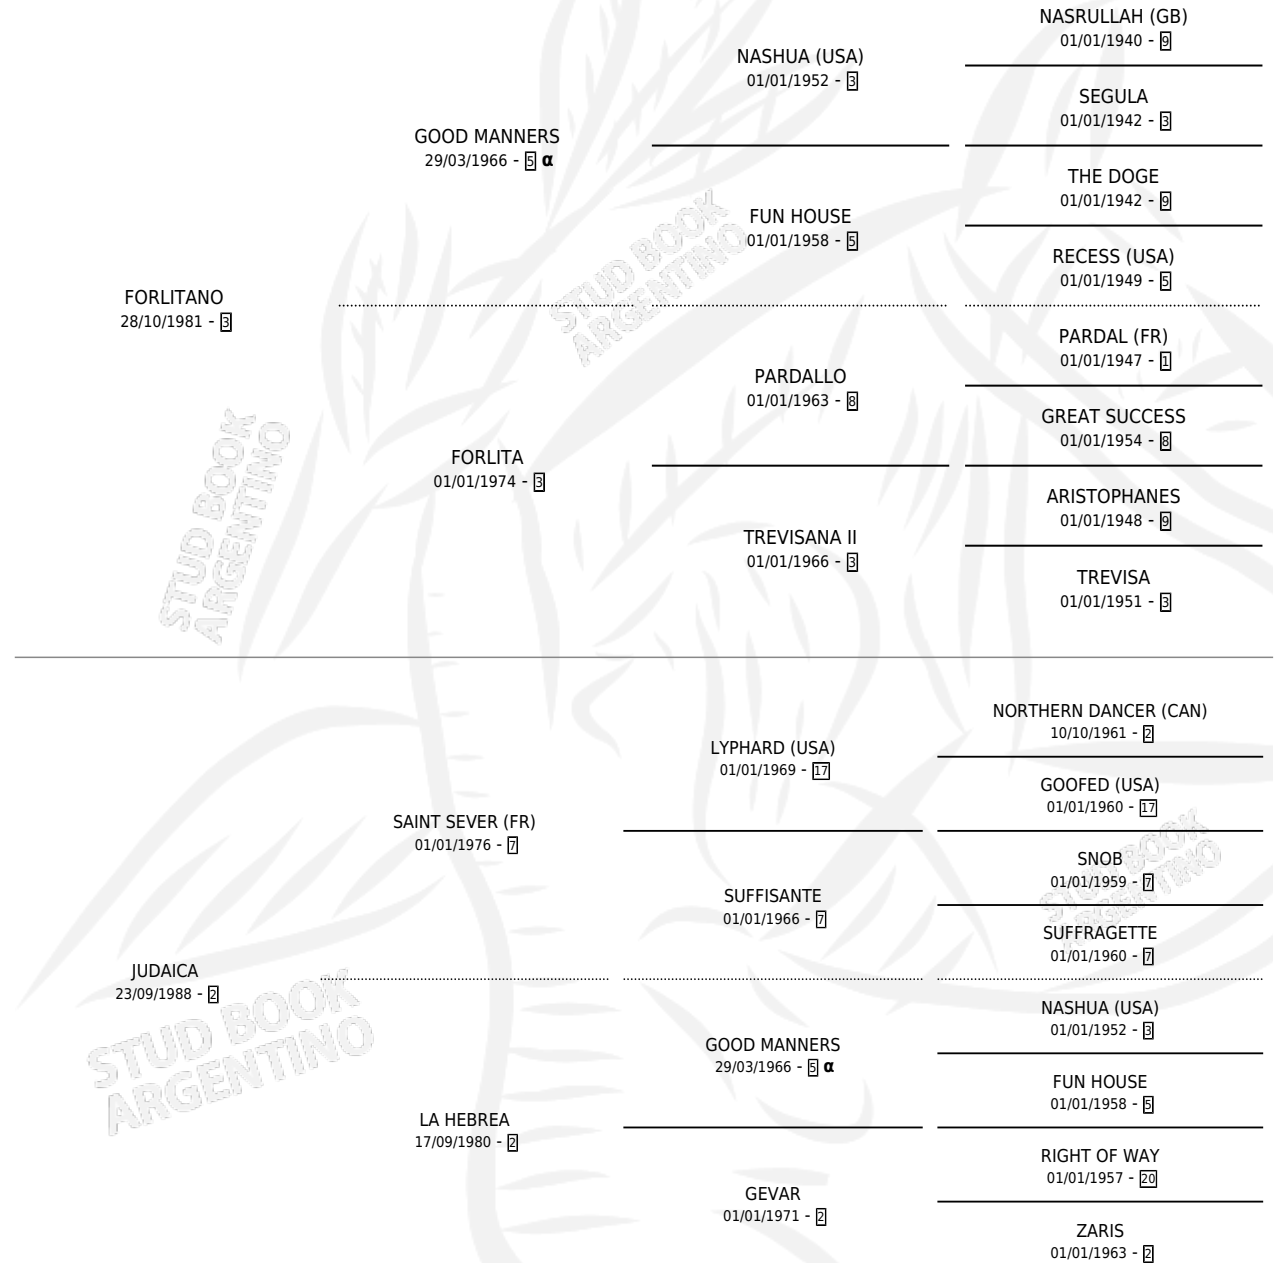 NASRULLAH (GB)
01/01/1940 - 9
NASHUA (USA)
01/01/1952 - 3
SEGULA
01/01/1942 - 3
GOOD MANNERS
29/03/1966 - 5 α
THE DOGE
01/01/1942 - 9
FUN HOUSE
01/01/1958 - 5
RECESS (USA)
01/01/1949 - 5
FORLITANO
28/10/1981 - 3
PARDAL (FR)
01/01/1947 - 1
PARDALLO
01/01/1963 - 8
GREAT SUCCESS
01/01/1954 - 8
FORLITA
01/01/1974 - 3
ARISTOPHANES
01/01/1948 - 9
TREVISANA II
01/01/1966 - 3
TREVISA
01/01/1951 - 3
NORTHERN DANCER (CAN)
10/10/1961 - 2
LYPHARD (USA)
01/01/1969 - 17
GOOFED (USA)
01/01/1960 - 17
SAINT SEVER (FR)
01/01/1976 - 7
SNOB
01/01/1959 - 7
SUFFISANTE
01/01/1966 - 7
SUFFRAGETTE
01/01/1960 - 7
JUDAICA
23/09/1988 - 2
NASHUA (USA)
01/01/1952 - 3
GOOD MANNERS
29/03/1966 - 5 α
FUN HOUSE
01/01/1958 - 5
LA HEBREA
17/09/1980 - 2
RIGHT OF WAY
01/01/1957 - 20
GEVAR
01/01/1971 - 2
ZARIS
01/01/1963 - 2
STUD BOOK
ARGENTINO
STUD BOOK
ARGENTINO
STUD BOOK
ARGENTINO
STUD BOOK
ARGENTINO